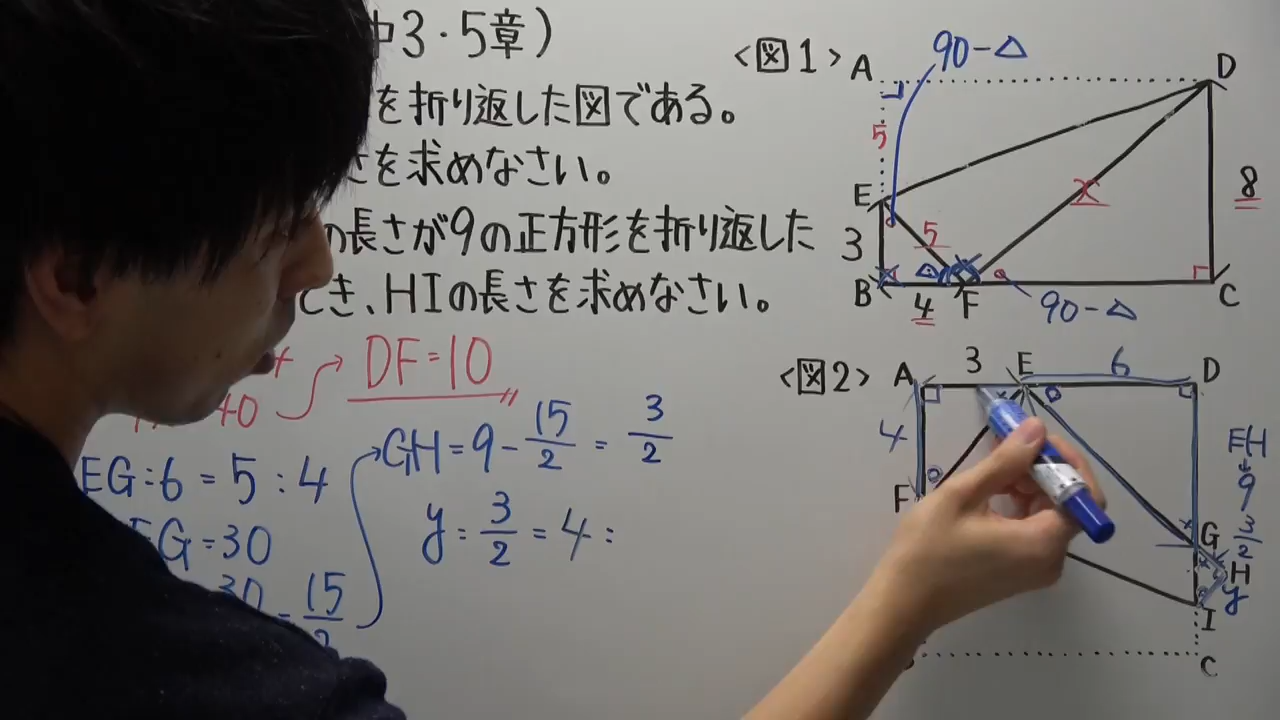 中3・5章)
を折り返した図である。
さを求めなさい。
の長さが9の正方形を折り返した
とき、HIの長さを求めなさい。
DF=10
40
EG:6=5:4
EG=30
GH=9-15/2=3/2
y=3/2=4:
15/2
<図1>
90-△
A
D
5
E
x
8
3
5
△
B
4
F
C
90-△
<図2>
A
3
E
6
D
4
F
EH
9
G
3/2
H
y
I
C